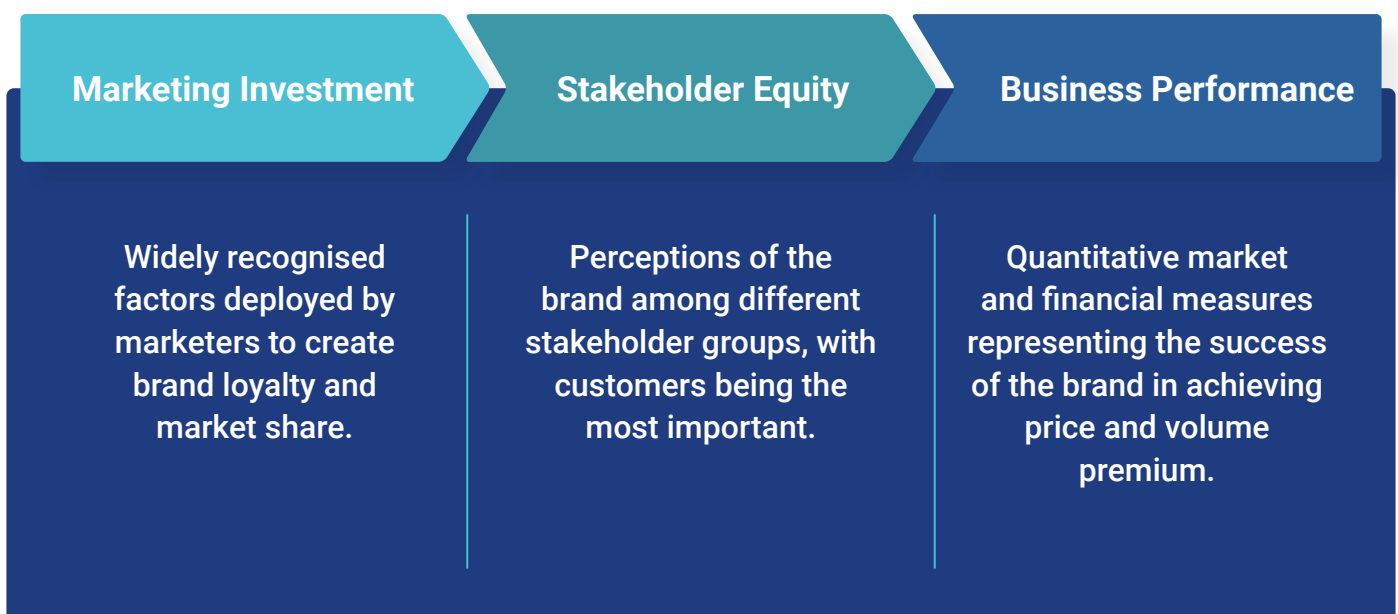 Marketing Investment
Stakeholder Equity
Business Performance
Widely recognised
factors deployed by
marketers to create
brand loyalty and
market share.
Perceptions of the
brand among different
stakeholder groups, with
customers being the
most important.
Quantitative market
and financial measures
representing the success
of the brand in achieving
price and volume
premium.